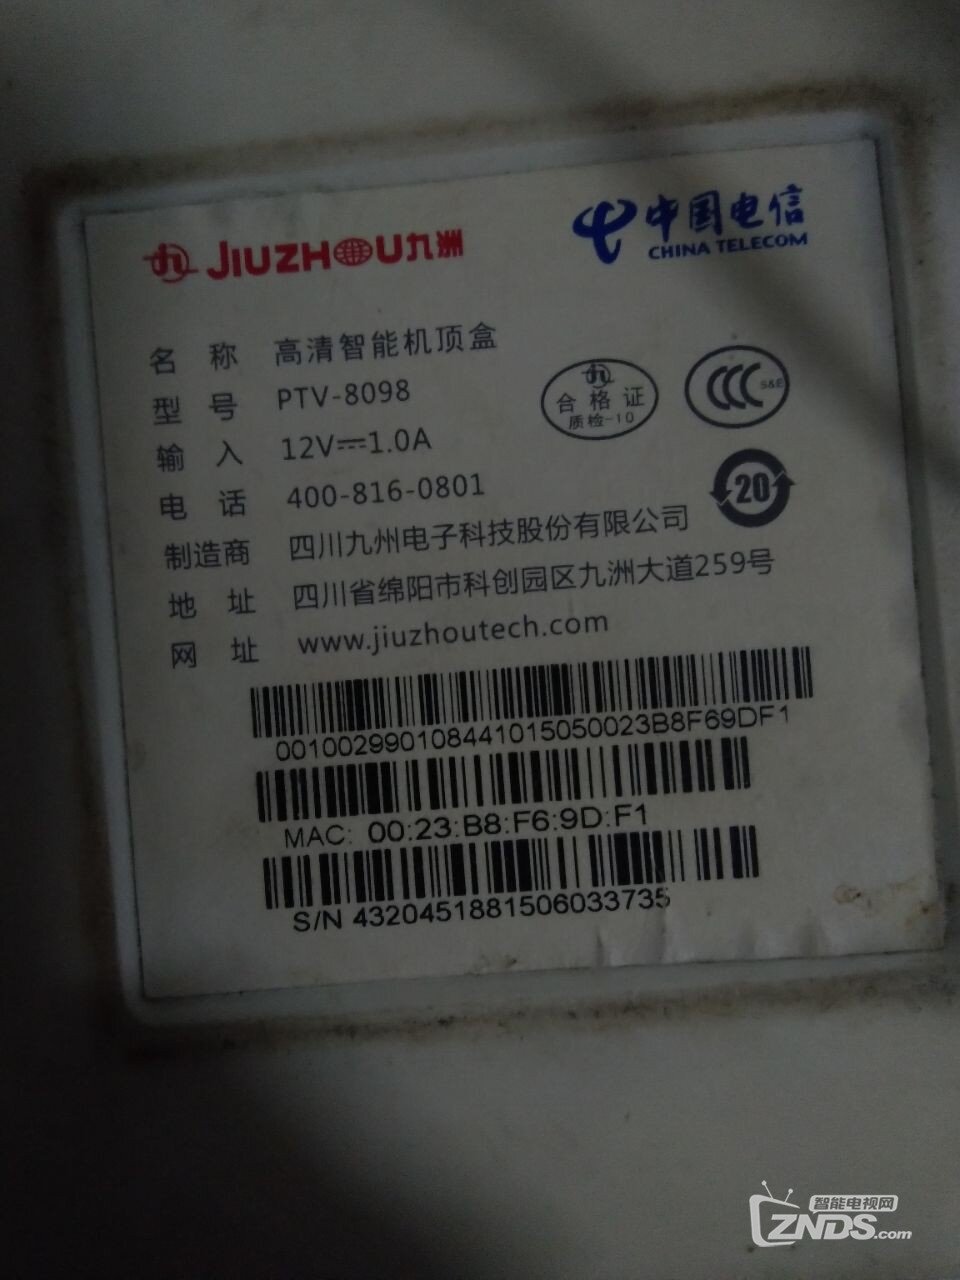 JIUZHOU九洲
中国电信
CHINA TELECOM
名 称 高清智能机顶盒
型 号 PTV-8098
输 入 12V⎓1.0A
电 话 400-816-0801
制造商 四川九州电子科技股份有限公司
地 址 四川省绵阳市科创园区九洲大道259号
网 址 www.jiuzhoutech.com
合格证
质检-10
CCC S&E
20
00100299010844101505002​3B8F69DF1
MAC: 00:23:B8:F6:9D:F1
S/N 4320451881506033735
智能电视网
ZNDS.com